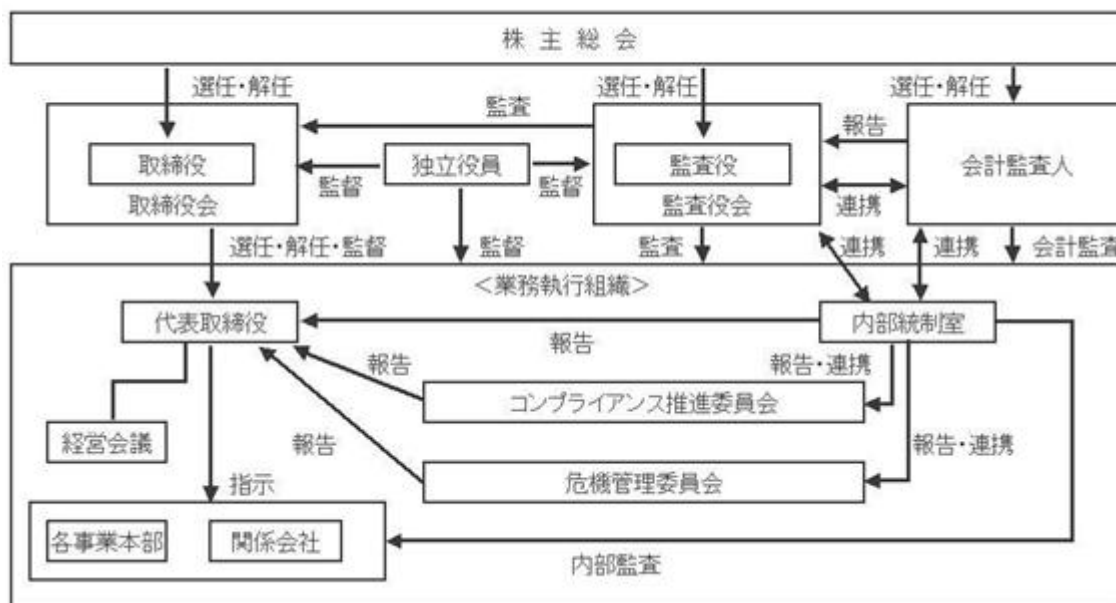 株主総会
選任・解任
選任・解任
選任・解任
監査
報告
取締役
独立役員
監査役
会計監査人
監督
監督
取締役会
監査役会
連携
選任・解任・監督
監督
監査
連携
連携
会計監査
＜業務執行組織＞
代表取締役
内部統制室
報告
報告
報告・連携
コンプライアンス推進委員会
経営会議
報告
報告・連携
危機管理委員会
指示
各事業本部
関係会社
内部監査